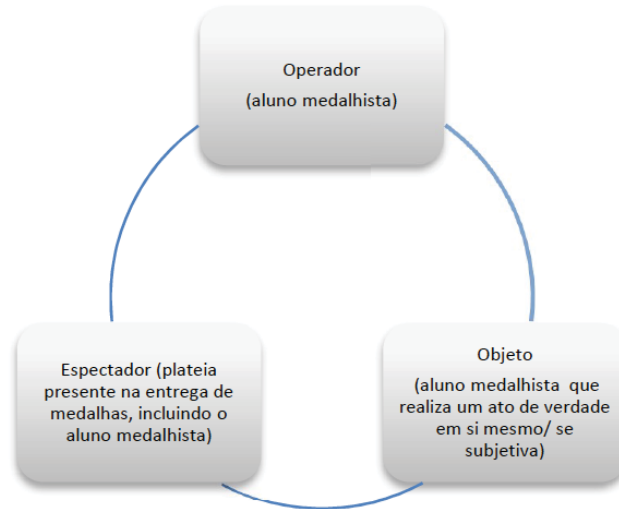 Operador
(aluno medalhista)
Espectador (plateia
presente na entrega de
medalhas, incluindo o
aluno medalhista)
Objeto
(aluno medalhista que
realiza um ato de verdade
em si mesmo/ se
subjetiva)